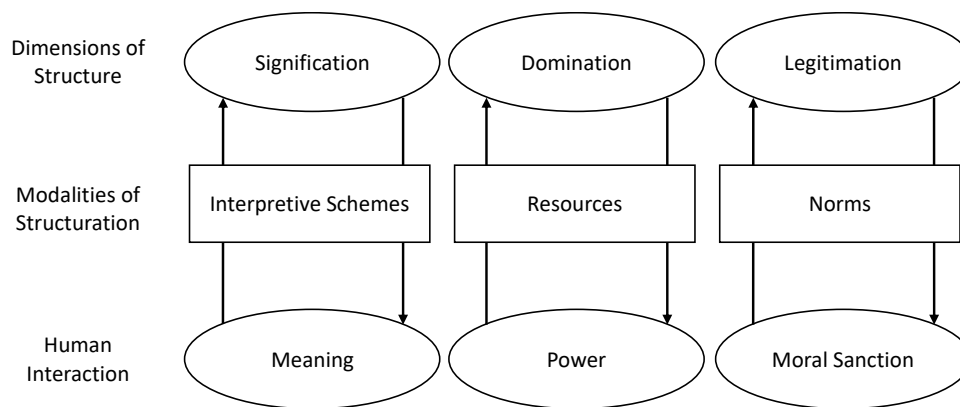 Dimensions of
Structure
Signification
Domination
Legitimation
Modalities of
Structuration
Interpretive Schemes
Resources
Norms
Human
Interaction
Meaning
Power
Moral Sanction